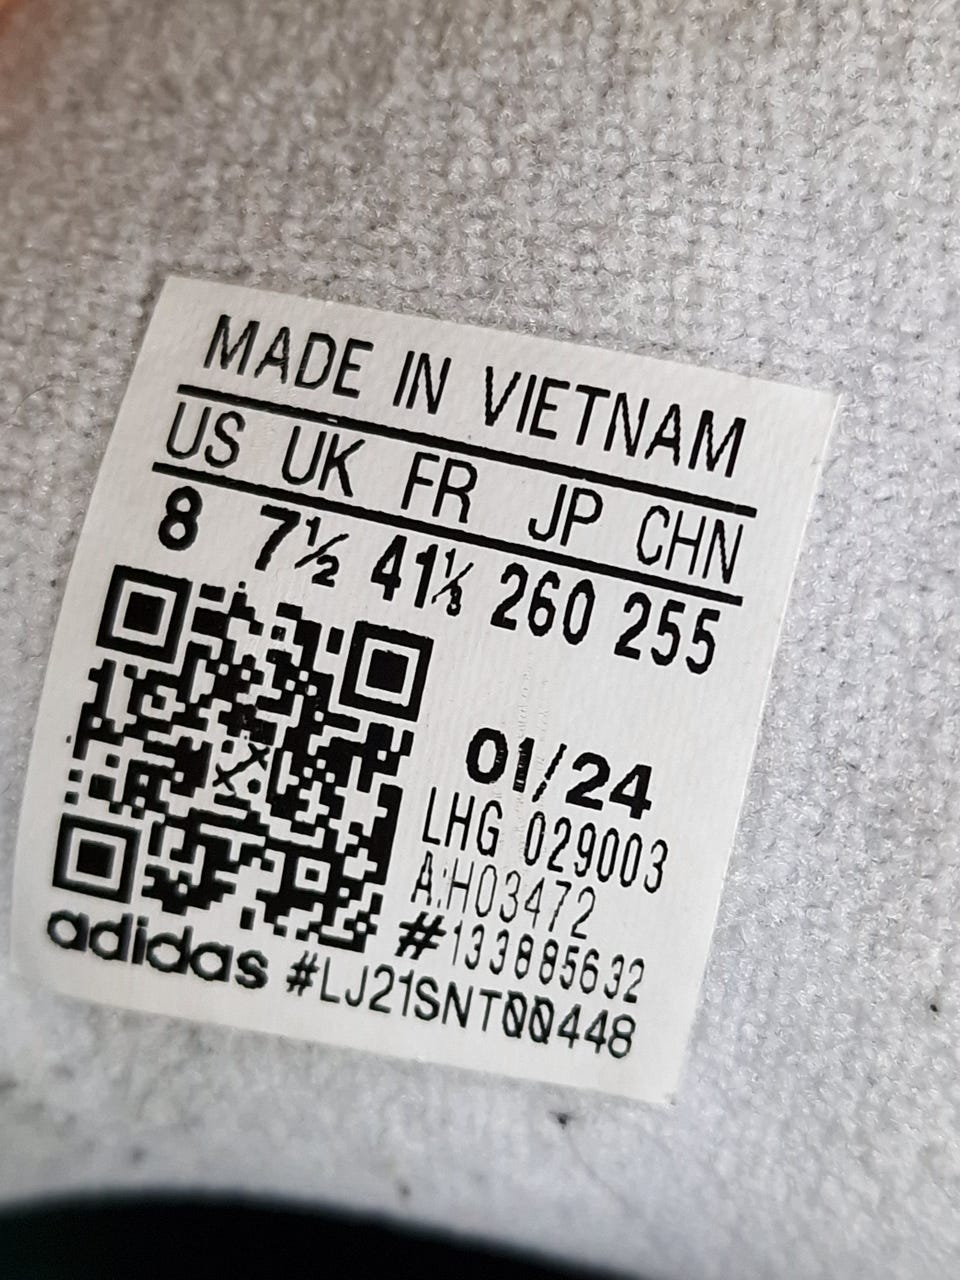 MADE IN VIETNAM
US UK FR JP CHN
8 7½ 41⅓ 260 255
01/24
LHG 029003
A:H03472
#133885632
adidas #LJ21SNT00448